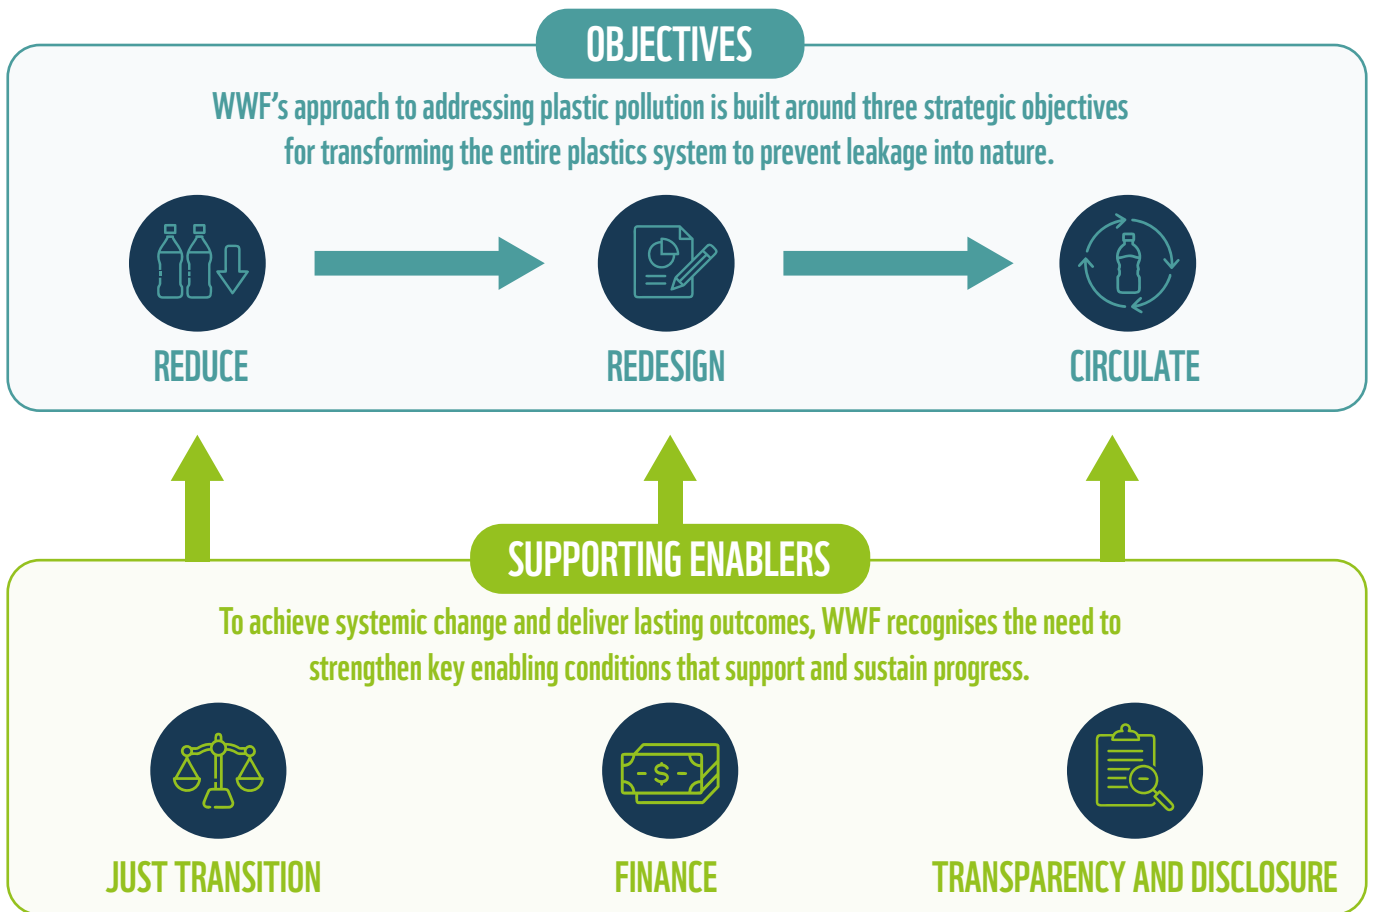 OBJECTIVES
WWF's approach to addressing plastic pollution is built around three strategic objectives
for transforming the entire plastics system to prevent leakage into nature.
REDUCE
REDESIGN
CIRCULATE
SUPPORTING ENABLERS
To achieve systemic change and deliver lasting outcomes, WWF recognises the need to
strengthen key enabling conditions that support and sustain progress.
$
JUST TRANSITION
FINANCE
TRANSPARENCY AND DISCLOSURE